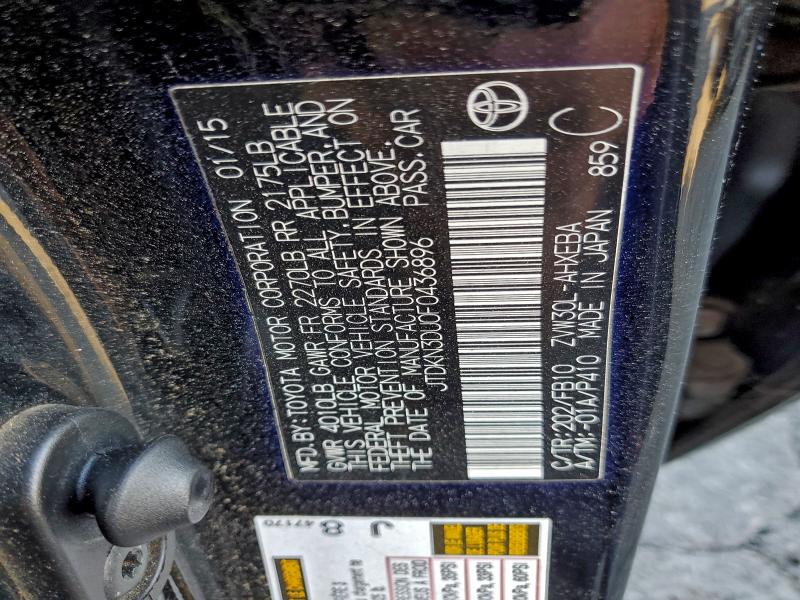 MFD.BY:TOYOTA MOTOR CORPORATION 01/15
GVWR 4010LB GAWR FR 2270LB RR 2175LB
THIS VEHICLE CONFORMS TO ALL APPLICABLE
FEDERAL MOTOR VEHICLE SAFETY,BUMPER,AND
THEFT PREVENTION STANDARDS IN EFFECT ON
THE DATE OF MANUFACTURE SHOWN ABOVE.
JTDKN3DU0F0436896 PASS.CAR
C/TR:202/FB10 ZVW30L-AHXEBA
A/TM:-01A/P410 MADE IN JAPAN 859 C
47170